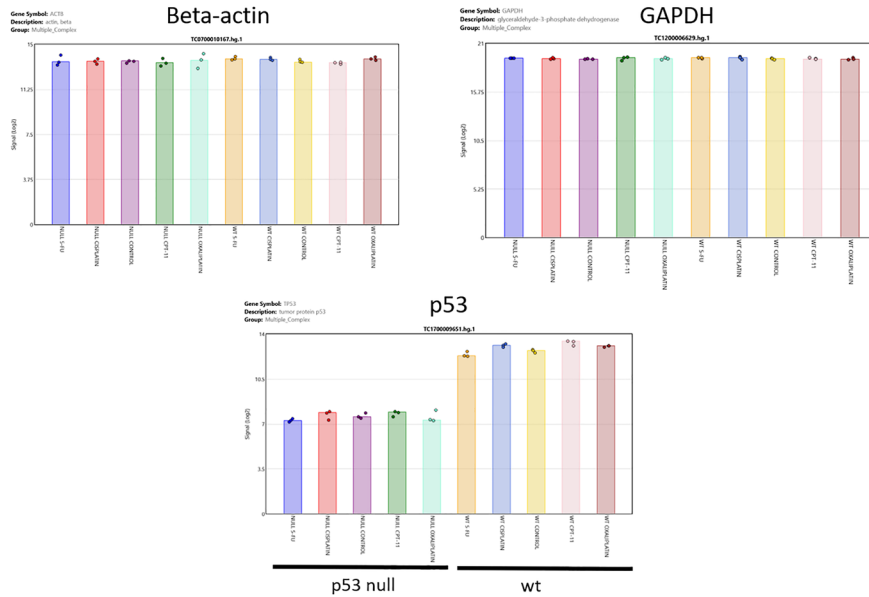 Beta-actin
Gene Symbol: ACTB
Description: actin, beta
Group: Multiple_Complex
TC0700010167.hg.1
Signal (Log2)
15
11.25
7.5
3.75
0
NULL 5-FU
NULL CISPLATIN
NULL CONTROL
NULL CPT-11
NULL OXALIPLATIN
WT 5-FU
WT CISPLATIN
WT CONTROL
WT CPT-11
WT OXALIPLATIN
GAPDH
Gene Symbol: GAPDH
Description: glyceraldehyde-3-phosphate dehydrogenase
Group: Multiple_Complex
TC1200006629.hg.1
Signal (Log2)
21
15.75
10.5
5.25
0
NULL 5-FU
NULL CISPLATIN
NULL CONTROL
NULL CPT-11
NULL OXALIPLATIN
WT 5-FU
WT CISPLATIN
WT CONTROL
WT CPT-11
WT OXALIPLATIN
p53
Gene Symbol: TP53
Description: tumor protein p53
Group: Multiple_Complex
TC1700009651.hg.1
Signal (Log2)
14
10.5
7
3.5
0
NULL 5-FU
NULL CISPLATIN
NULL CONTROL
NULL CPT-11
NULL OXALIPLATIN
WT 5-FU
WT CISPLATIN
WT CONTROL
WT CPT-11
WT OXALIPLATIN
p53 null
wt